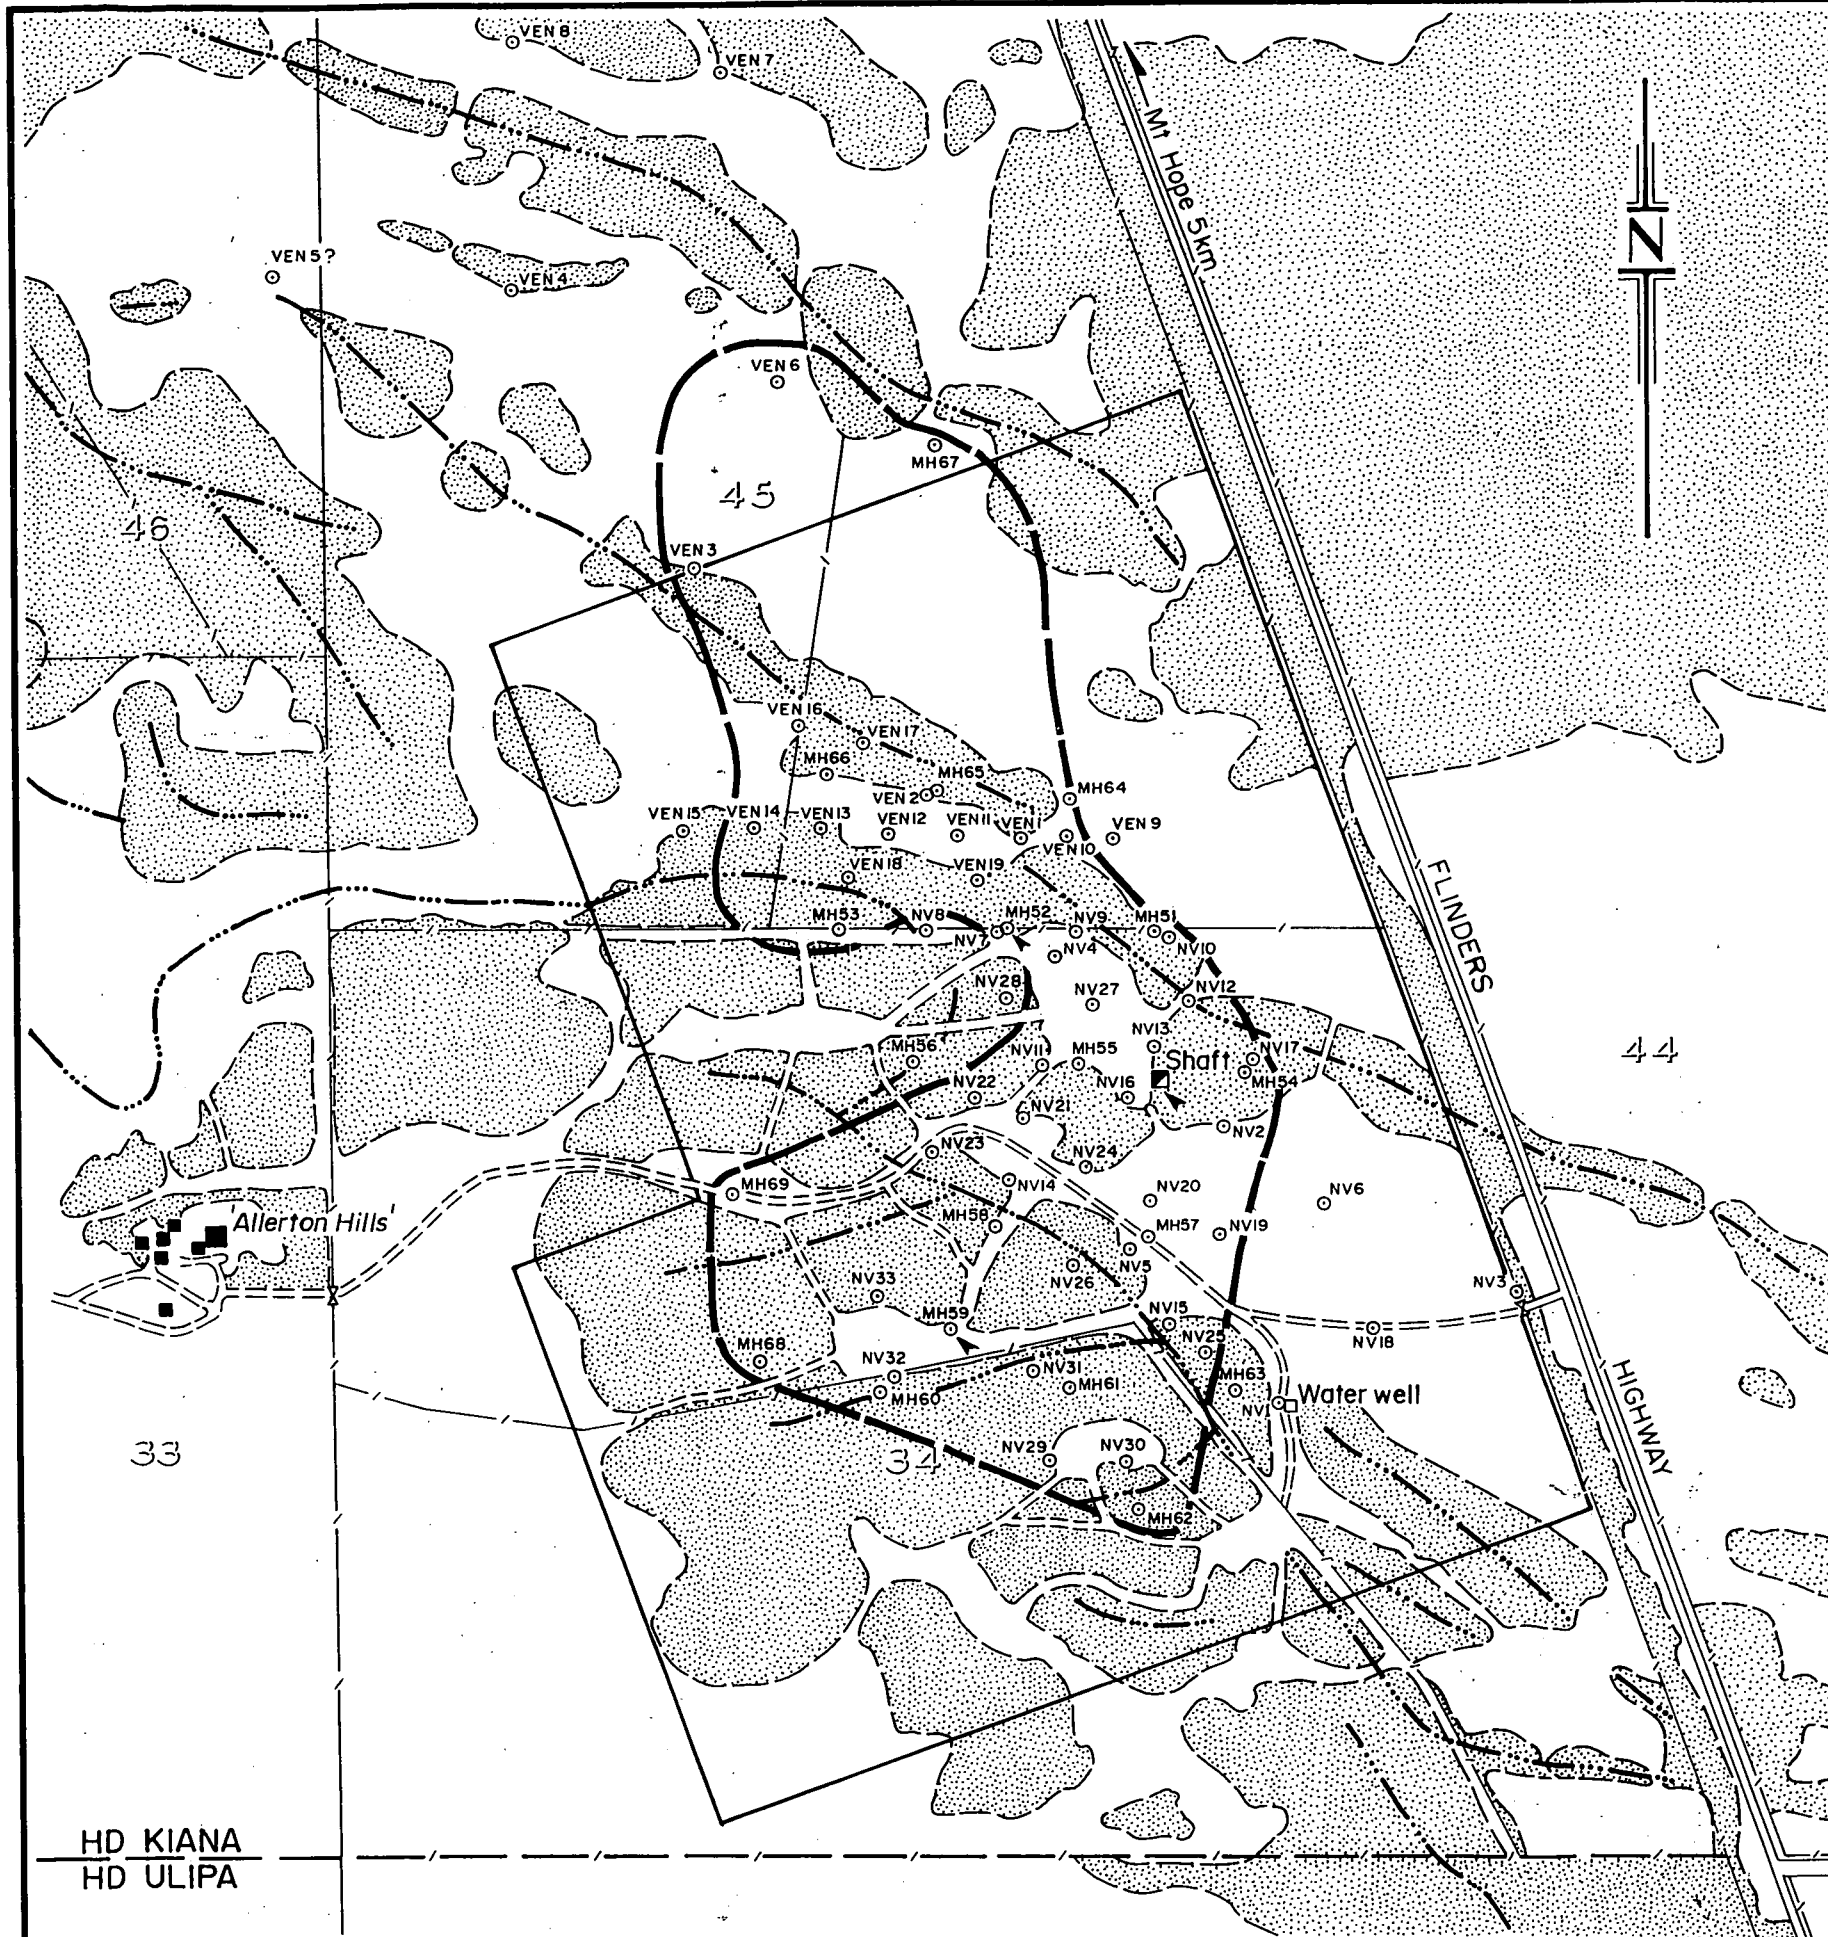 VEN 8
VEN 7
Mt Hope 5km
N
VEN 5?
VEN 4
VEN 6
MH67
45
46
VEN 3
VEN 16
VEN 17
MH66
MH65
VEN 2
MH64
VEN 15
VEN 14
VEN 13
VEN 12
VEN 11
VEN 1
VEN 9
VEN 10
VEN 18
VEN 19
FLINDERS
MH53
NV8
MH52
NV9
MH51
NV7
NV10
NV4
NV28
NV27
NV12
NV13
44
MH56
NV11
MH55
Shaft
NV17
MH54
NV22
NV16
NV21
NV2
NV23
NV24
MH69
NV14
NV20
NV6
'Allerton Hills'
MH58
MH57
NV19
NV5
NV26
NV33
NV3
MH59
NV15
NV18
NV25
MH68
NV32
NV31
MH63
HIGHWAY
MH60
MH61
NV1
Water well
33
34
NV29
NV30
MH62
HD KIANA
HD ULIPA